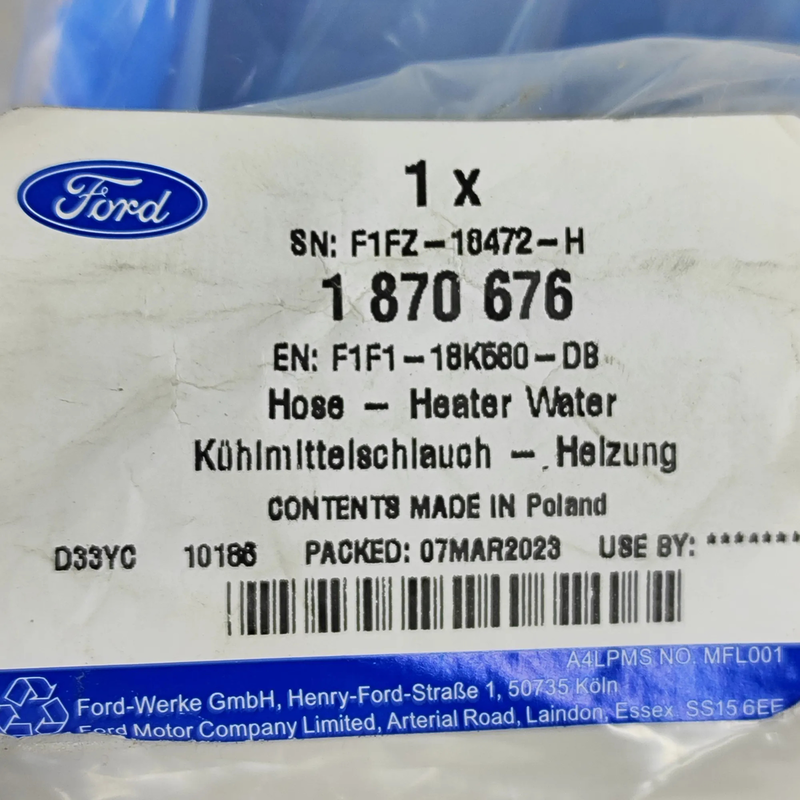 Ford
1 x
SN: F1FZ-18472-H
1 870 676
EN: F1F1-18K580-DB
Hose - Heater Water
Kühlmittelschlauch - Heizung
CONTENTS MADE IN Poland
D33YC 10186 PACKED: 07MAR2023 USE BY: *******
A4LPMS NO. MFL001
Ford-Werke GmbH, Henry-Ford-Straße 1, 50735 Köln
Ford Motor Company Limited, Arterial Road, Laindon, Essex SS15 6EE